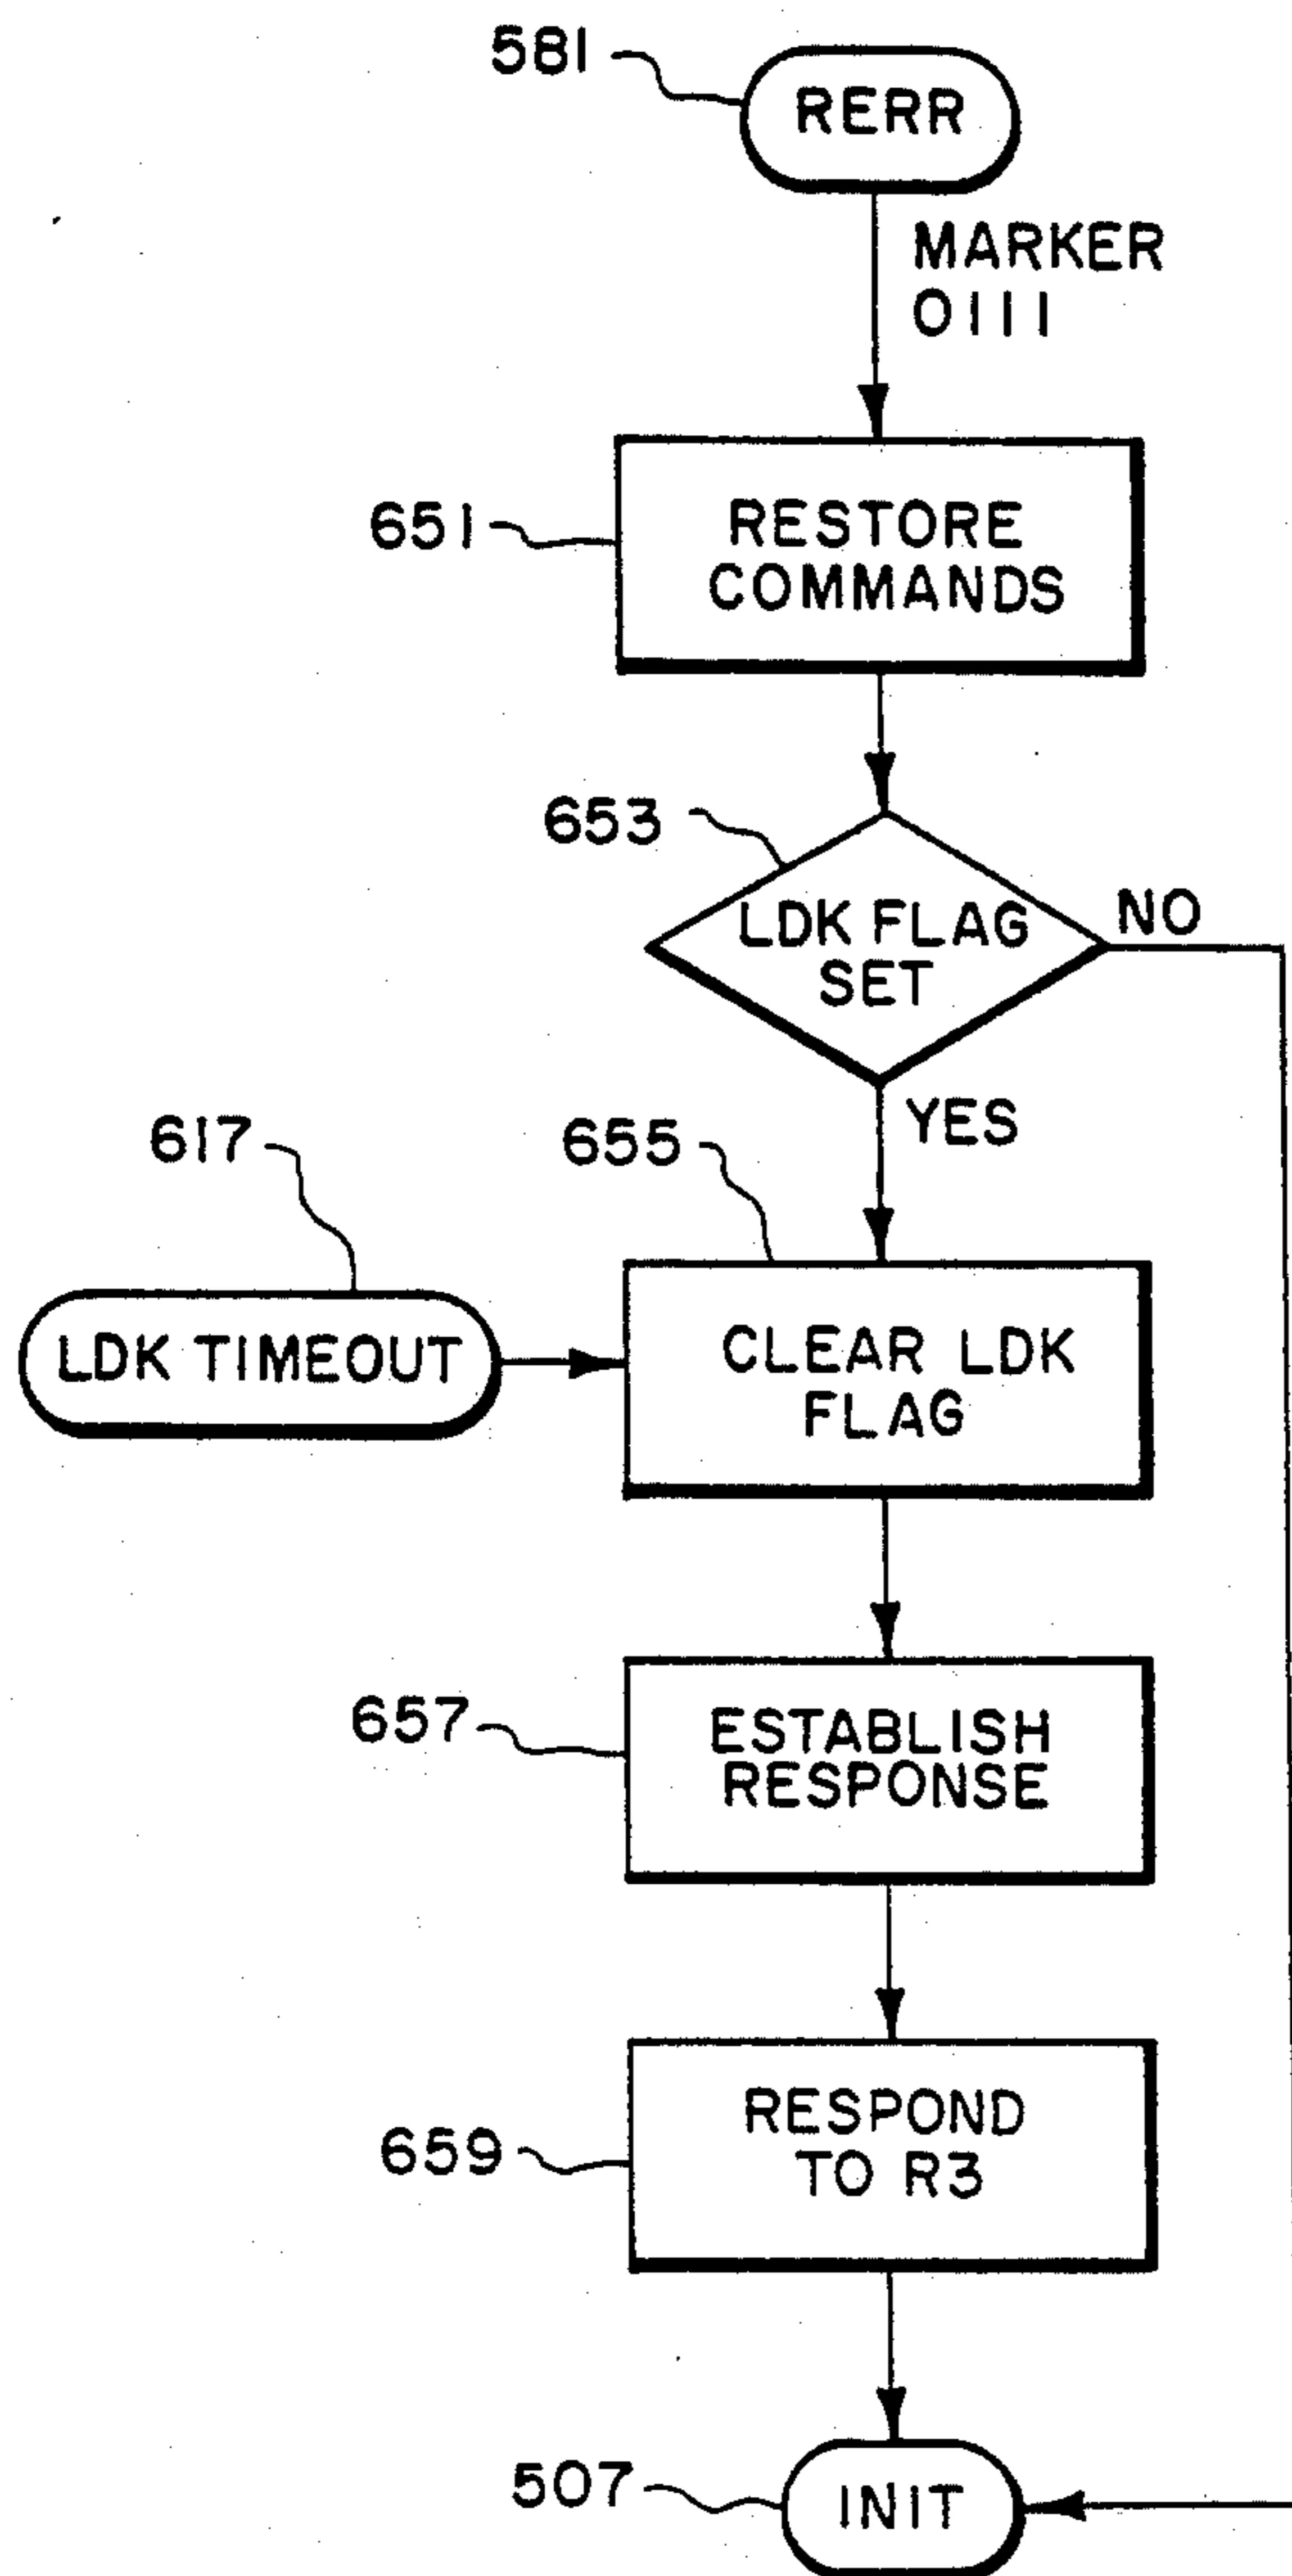 581
RERR
MARKER
0111
651
RESTORE
COMMANDS
653
LDK FLAG
SET
NO
YES
617
655
LDK TIMEOUT
CLEAR LDK
FLAG
657
ESTABLISH
RESPONSE
659
RESPOND
TO R3
507
INIT